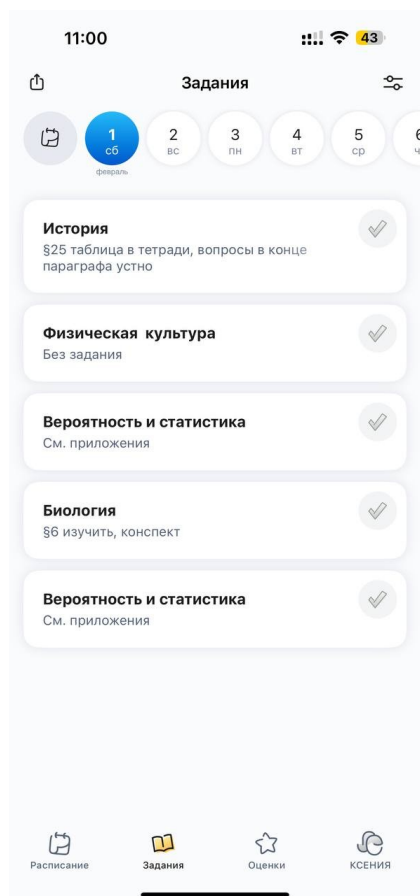 11:00
43
Задания
1
сб
февраль
2
вс
3
пн
4
вт
5
ср
6
История
§25 таблица в тетради, вопросы в конце
параграфа устно
Физическая культура
Без задания
Вероятность и статистика
См. приложения
Биология
§6 изучить, конспект
Вероятность и статистика
См. приложения
Расписание
Задания
Оценки
КСЕНИЯ